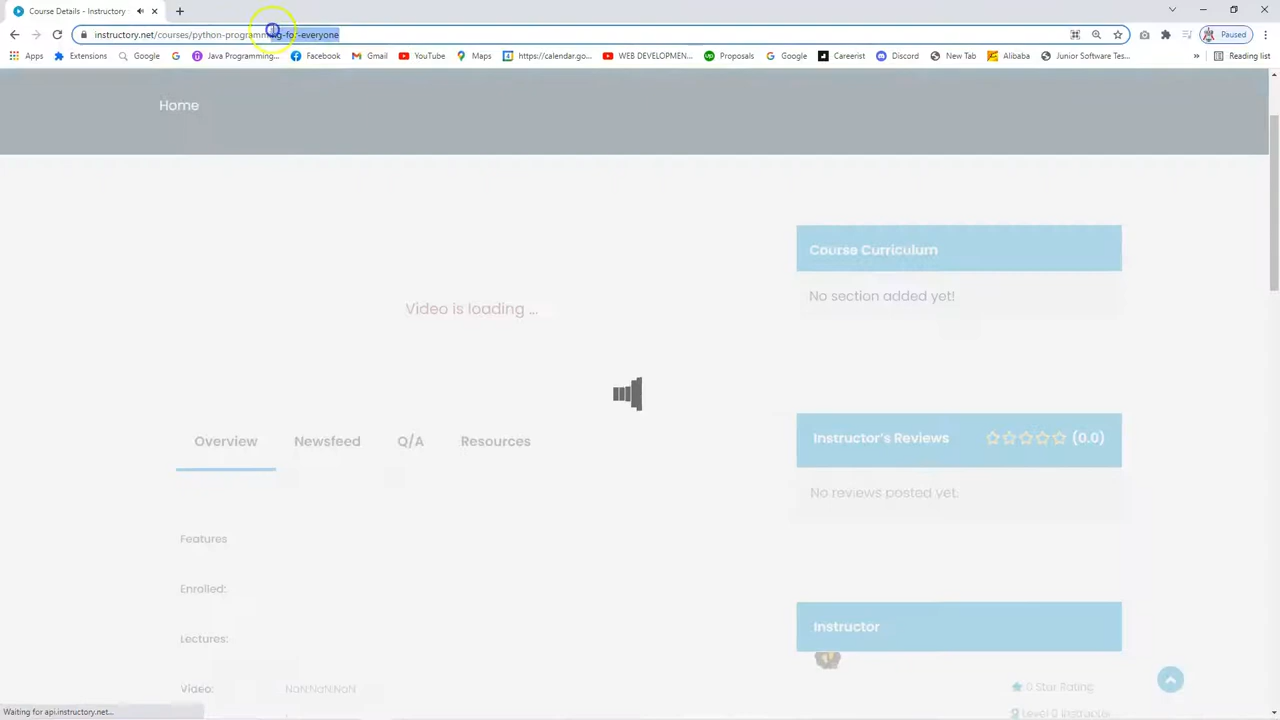 Course Details - Instructory
instructory.net/courses/python-programming-for-everyone
Paused
Apps
Extensions
Google
Java Programming...
Facebook
Gmail
YouTube
Maps
https://calendar.go...
WEB DEVELOPMEN...
Proposals
Google
Careerist
Discord
New Tab
Alibaba
Junior Software Tes...
»
Reading list
Home
Course Curriculum
No section added yet!
Video is loading ...
Overview
Newsfeed
Q/A
Resources
Instructor's Reviews
(0.0)
No reviews posted yet.
Features
Enrolled:
Lectures:
Video:
NaN:NaN:NaN
Instructor
0 Star Rating
Level 0 Instructor
Waiting for api.instructory.net...